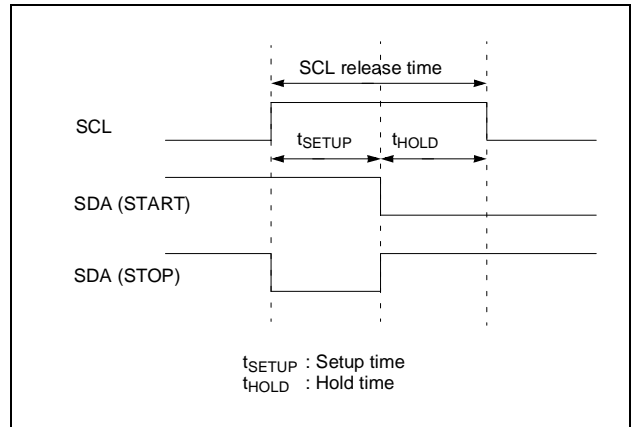 SCL release time
SCL
tSETUP tHOLD
SDA (START)
SDA (STOP)
tSETUP : Setup time
tHOLD : Hold time